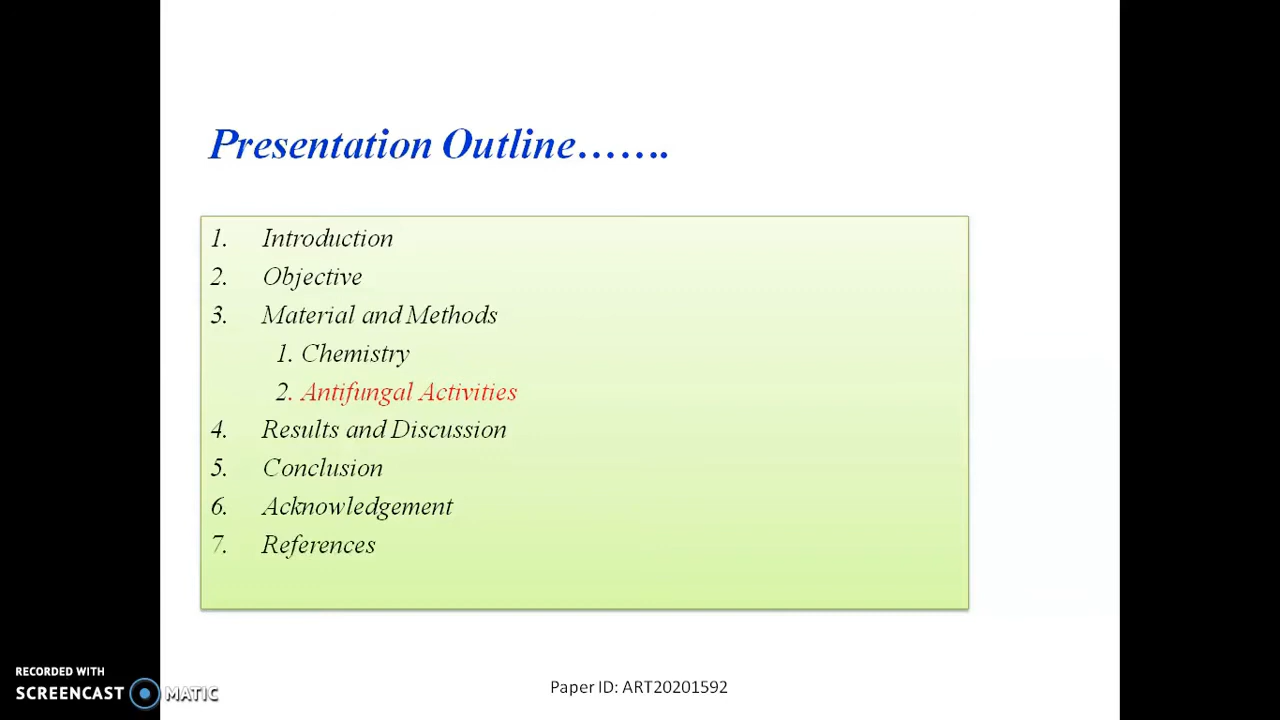 Presentation Outline…….
1. Introduction
2. Objective
3. Material and Methods
1. Chemistry
2. Antifungal Activities
4. Results and Discussion
5. Conclusion
6. Acknowledgement
7. References
RECORDED WITH
SCREENCAST MATIC
Paper ID: ART20201592